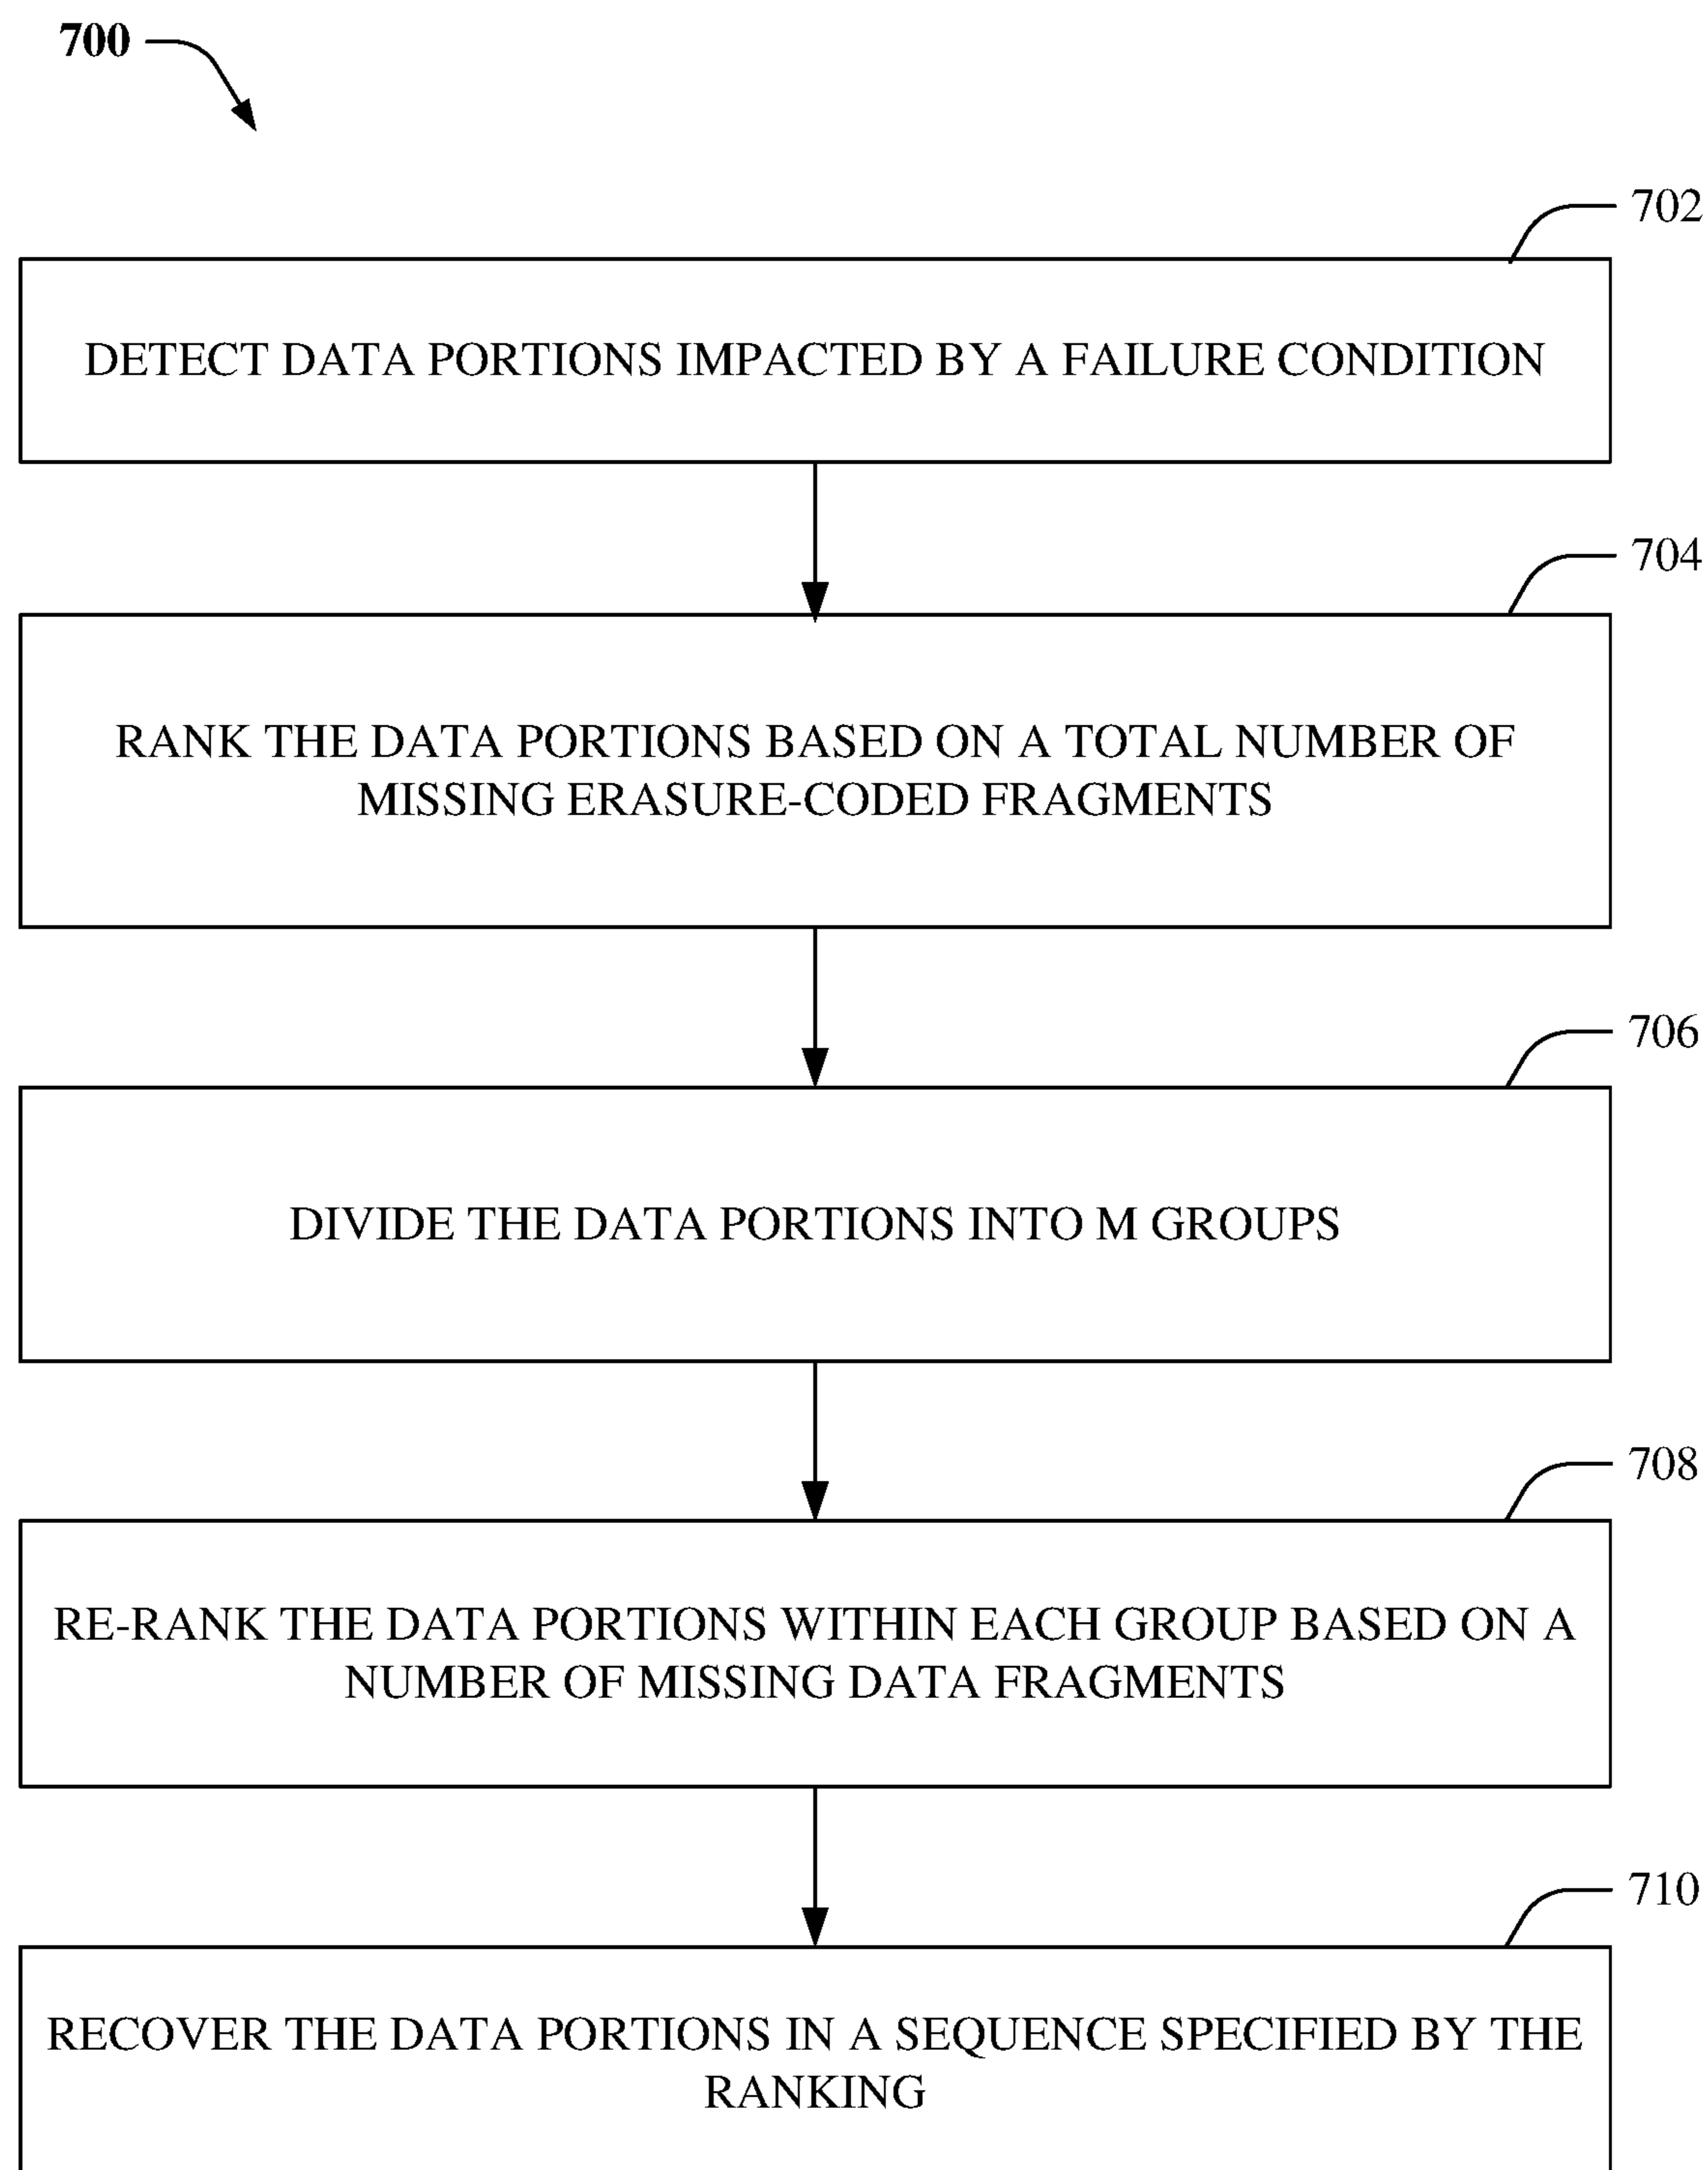 700
702
DETECT DATA PORTIONS IMPACTED BY A FAILURE CONDITION
704
RANK THE DATA PORTIONS BASED ON A TOTAL NUMBER OF
MISSING ERASURE-CODED FRAGMENTS
706
DIVIDE THE DATA PORTIONS INTO M GROUPS
708
RE-RANK THE DATA PORTIONS WITHIN EACH GROUP BASED ON A
NUMBER OF MISSING DATA FRAGMENTS
710
RECOVER THE DATA PORTIONS IN A SEQUENCE SPECIFIED BY THE
RANKING